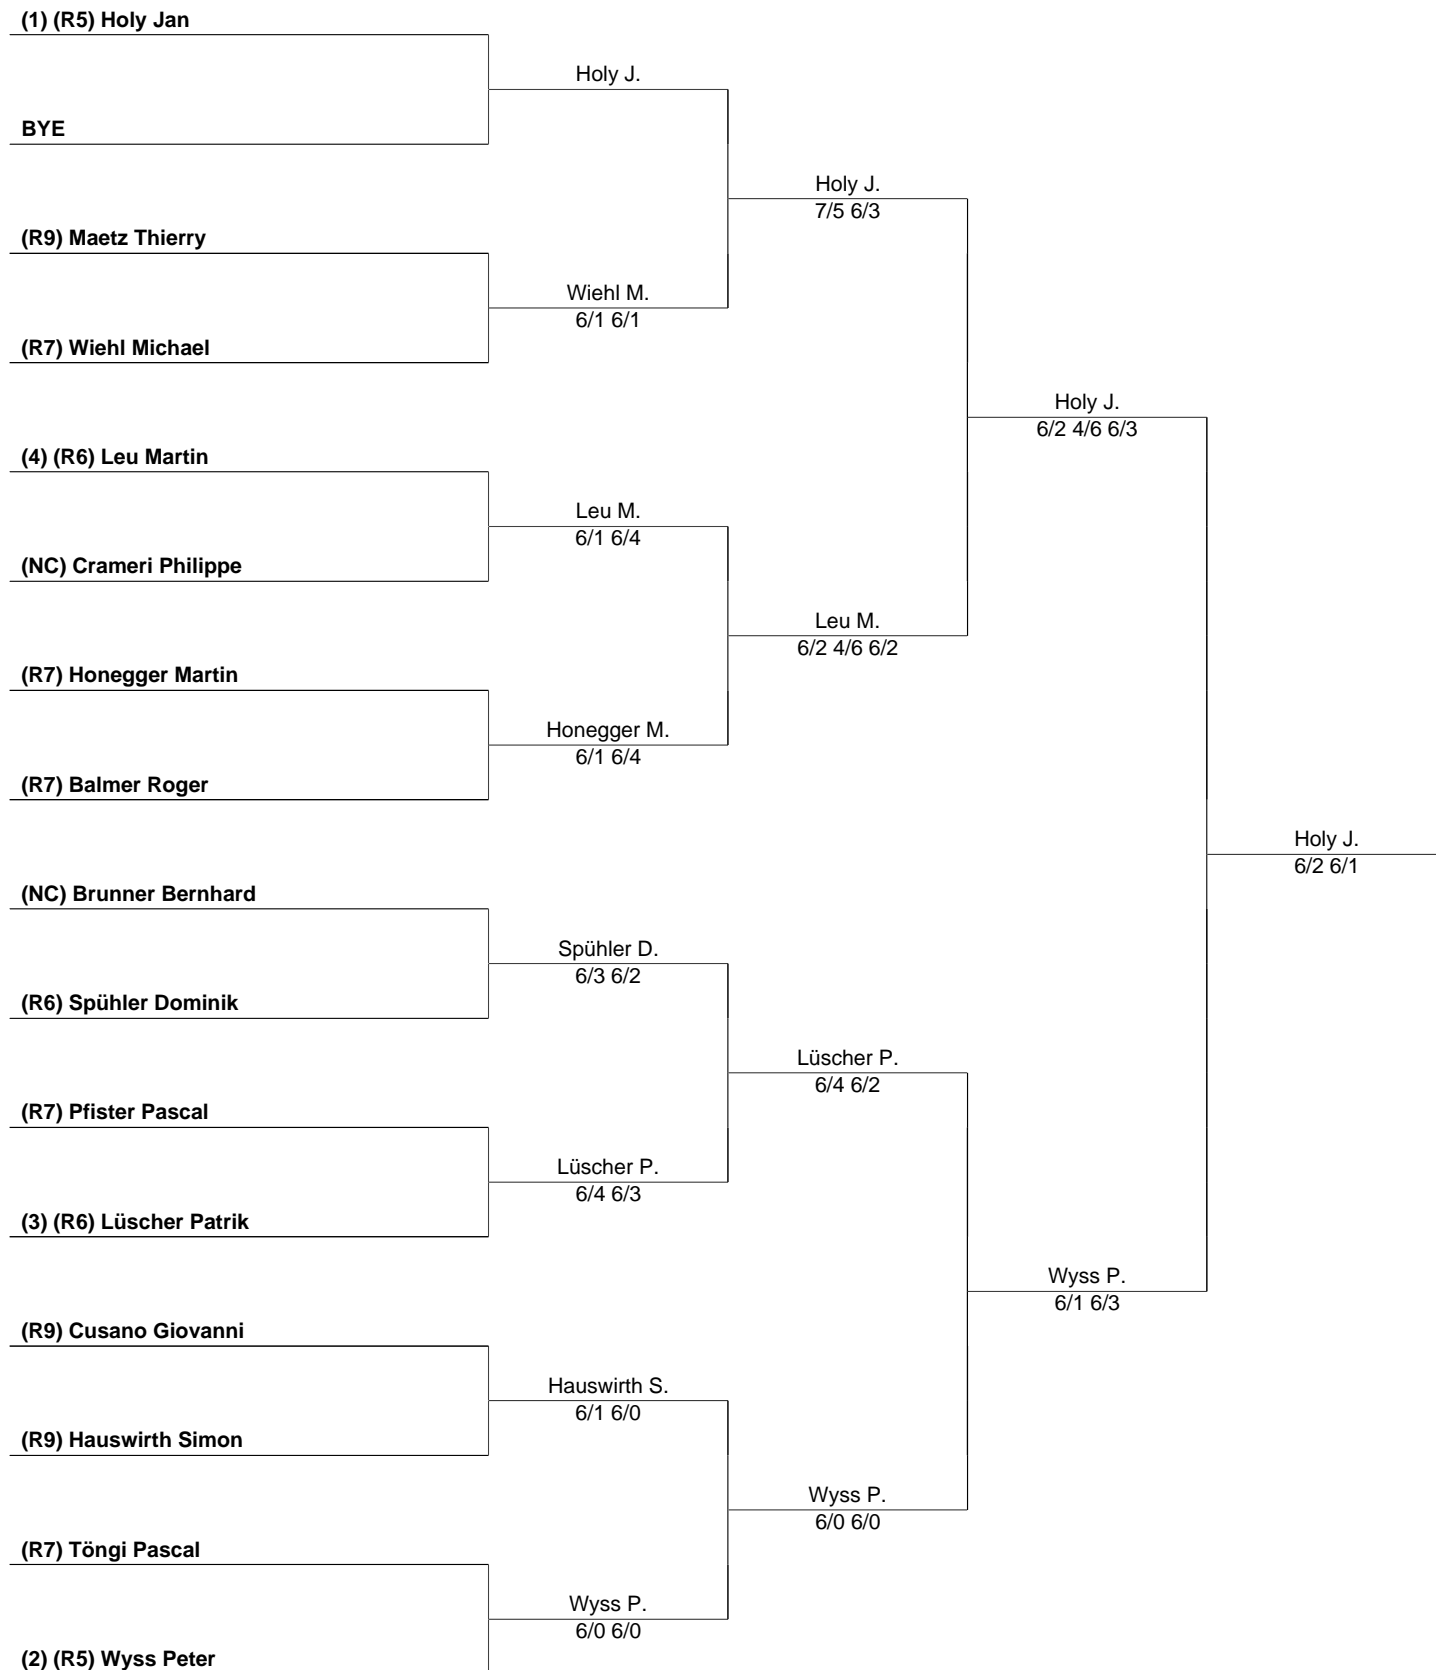 (1) (R5) Holy Jan
Holy J.
BYE
Holy J.
7/5 6/3
(R9) Maetz Thierry
Wiehl M.
6/1 6/1
(R7) Wiehl Michael
Holy J.
6/2 4/6 6/3
(4) (R6) Leu Martin
Leu M.
6/1 6/4
(NC) Crameri Philippe
Leu M.
6/2 4/6 6/2
(R7) Honegger Martin
Honegger M.
6/1 6/4
(R7) Balmer Roger
Holy J.
6/2 6/1
(NC) Brunner Bernhard
Spühler D.
6/3 6/2
(R6) Spühler Dominik
Lüscher P.
6/4 6/2
(R7) Pfister Pascal
Lüscher P.
6/4 6/3
(3) (R6) Lüscher Patrik
Wyss P.
6/1 6/3
(R9) Cusano Giovanni
Hauswirth S.
6/1 6/0
(R9) Hauswirth Simon
Wyss P.
6/0 6/0
(R7) Töngi Pascal
Wyss P.
6/0 6/0
(2) (R5) Wyss Peter